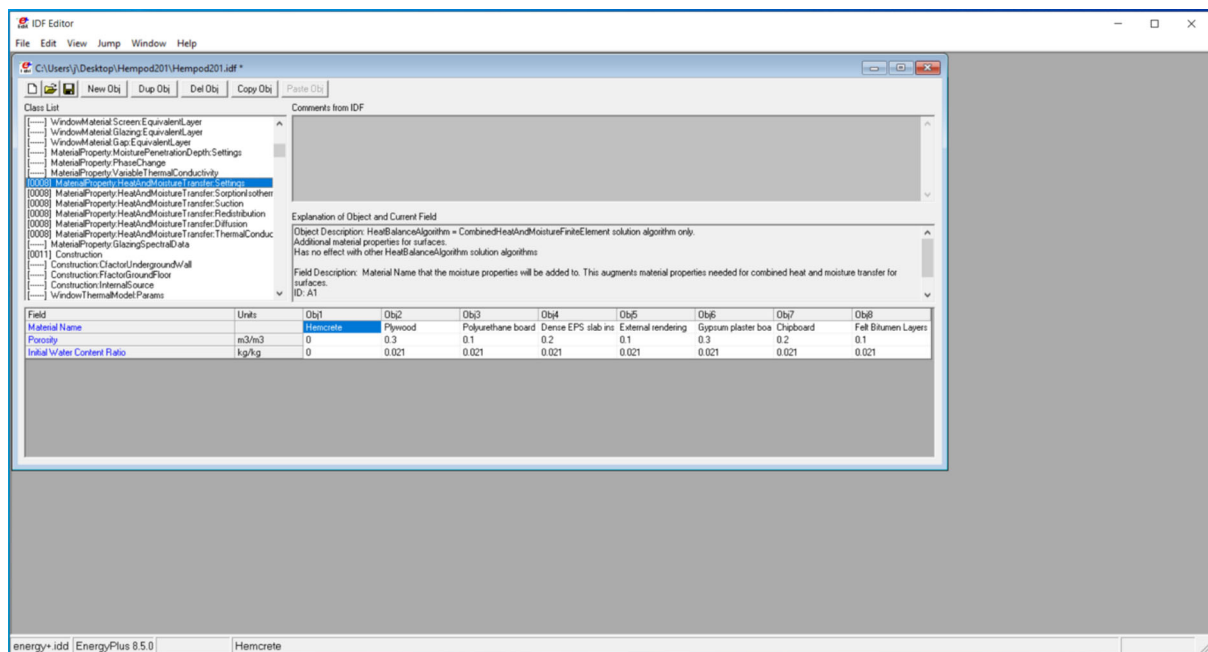 IDF Editor
File Edit View Jump Window Help
C:\Users\j\Desktop\Hempod201\Hempod201.idf *
New Obj Dup Obj Del Obj Copy Obj Paste Obj
Class List
Comments from IDF
[-----] WindowMaterial:Screen:EquivalentLayer
[-----] WindowMaterial:Glazing:EquivalentLayer
[-----] WindowMaterial:Gap:EquivalentLayer
[-----] MaterialProperty:MoisturePenetrationDepth:Settings
[-----] MaterialProperty:PhaseChange
[-----] MaterialProperty:VariableThermalConductivity
[0008] MaterialProperty:HeatAndMoistureTransfer:Settings
[0008] MaterialProperty:HeatAndMoistureTransfer:SorptionIsotherm
[0008] MaterialProperty:HeatAndMoistureTransfer:Suction
[0008] MaterialProperty:HeatAndMoistureTransfer:Redistribution
[0008] MaterialProperty:HeatAndMoistureTransfer:Diffusion
[0008] MaterialProperty:HeatAndMoistureTransfer:ThermalConduc
[-----] MaterialProperty:GlazingSpectralData
[0011] Construction
[-----] Construction:CfactorUndergroundWall
[-----] Construction:FfactorGroundFloor
[-----] Construction:InternalSource
[-----] WindowThermalModel:Params
Explanation of Object and Current Field
Object Description: HeatBalanceAlgorithm = CombinedHeatAndMoistureFiniteElement solution algorithm only.
Additional material properties for surfaces.
Has no effect with other HeatBalanceAlgorithm solution algorithms
Field Description: Material Name that the moisture properties will be added to. This augments material properties needed for combined heat and moisture transfer for
surfaces.
ID: A1
Field Units Obj1 Obj2 Obj3 Obj4 Obj5 Obj6 Obj7 Obj8
Material Name Hemcrete Plywood Polyurethane board Dense EPS slab ins External rendering Gypsum plaster boa Chipboard Felt Bitumen Layers
Porosity m3/m3 0 0.3 0.1 0.2 0.1 0.3 0.2 0.1
Initial Water Content Ratio kg/kg 0 0.021 0.021 0.021 0.021 0.021 0.021 0.021
energy+.idd EnergyPlus 8.5.0 Hemcrete